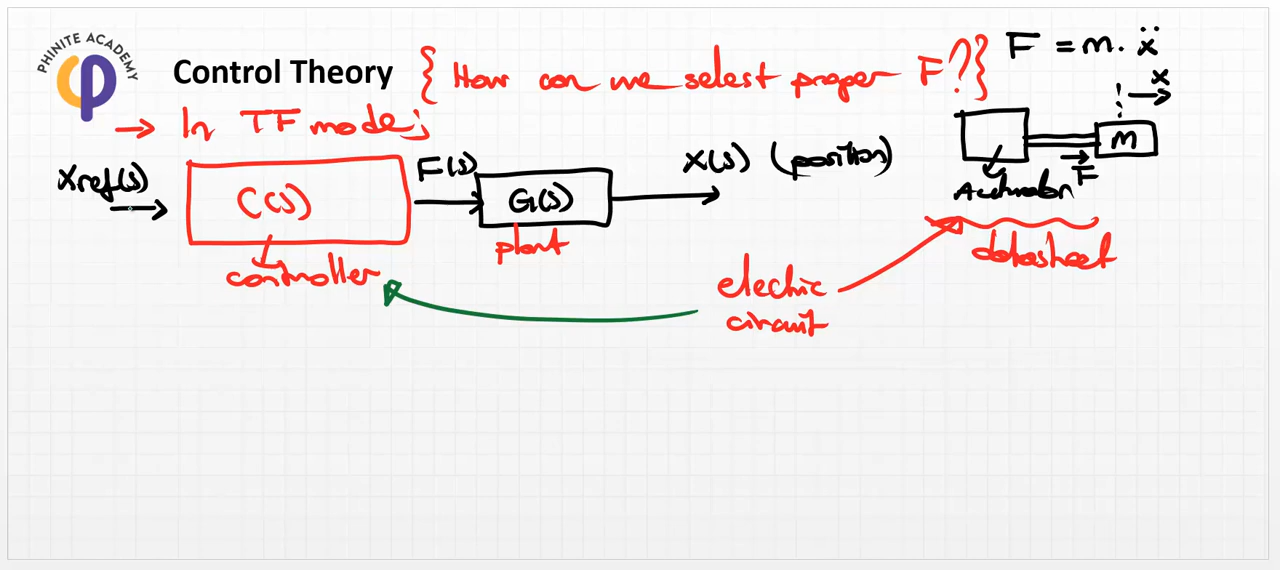 PHINITE ACADEMY
Control Theory { How can we select proper F?}
F = m. ẍ
→ In TF mode;
x
m
F
Actuator
datasheet
Xref(s)
C(s)
F(s)
G(s)
X(s) (position)
controller
plant
electric
circuit